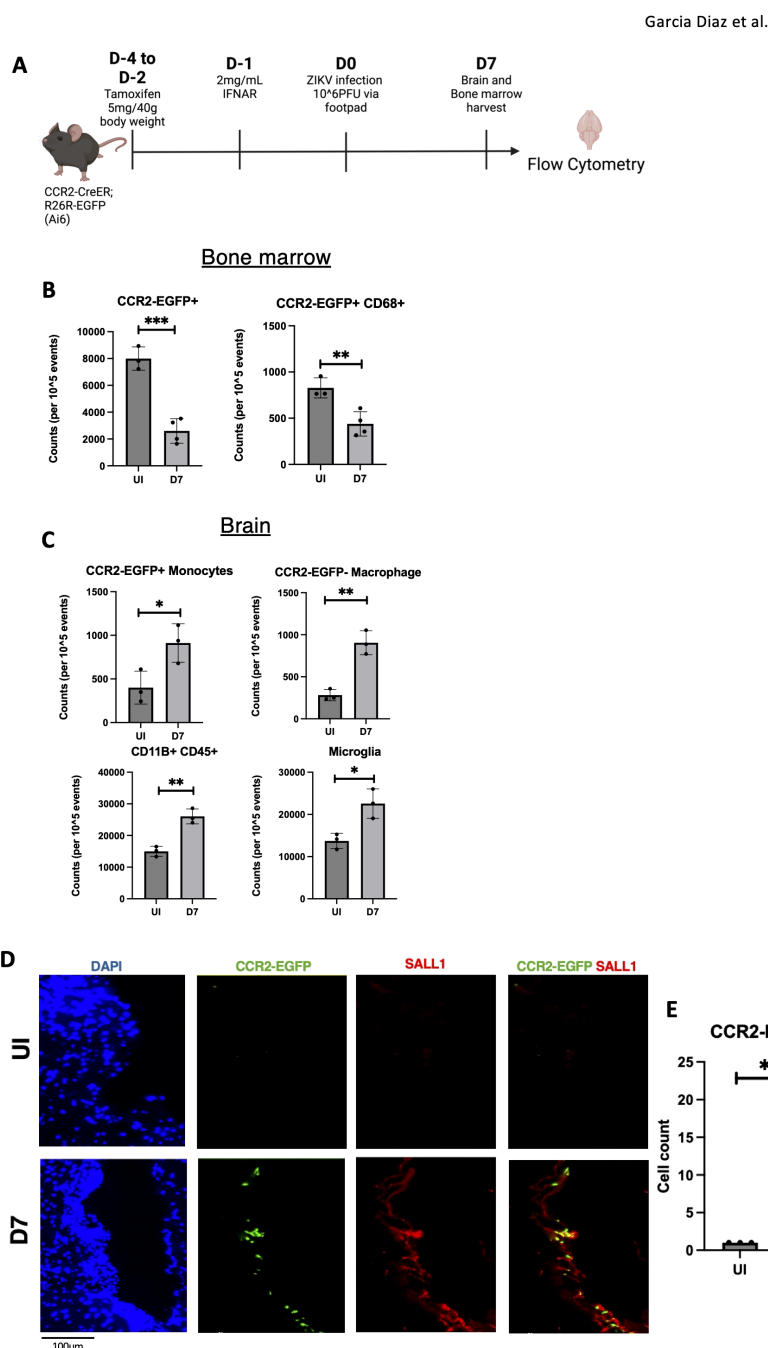 Garcia Diaz et al.
A
D-4 to
D-2
Tamoxifen
5mg/40g
body weight
D-1
2mg/mL
IFNAR
D0
ZIKV infection
10^6PFU via
footpad
D7
Brain and
Bone marrow
harvest
Flow Cytometry
CCR2-CreER;
R26R-EGFP
(Ai6)
Bone marrow
B
CCR2-EGFP+
Counts (per 10^5 events)
10000
8000
6000
4000
2000
0
***
UI
D7
CCR2-EGFP+ CD68+
Counts (per 10^5 events)
1500
1000
500
0
**
UI
D7
Brain
C
CCR2-EGFP+ Monocytes
Counts (per 10^5 events)
1500
1000
500
0
*
UI
D7
CCR2-EGFP- Macrophage
Counts (per 10^5 events)
1500
1000
500
0
**
UI
D7
CD11B+ CD45+
Counts (per 10^5 events)
40000
30000
20000
10000
0
**
UI
D7
Microglia
Counts (per 10^5 events)
30000
20000
10000
0
*
UI
D7
D
DAPI
CCR2-EGFP
SALL1
CCR2-EGFP SALL1
UI
D7
100um
E
CCR2-E
Cell count
25
20
15
10
5
0
*
UI